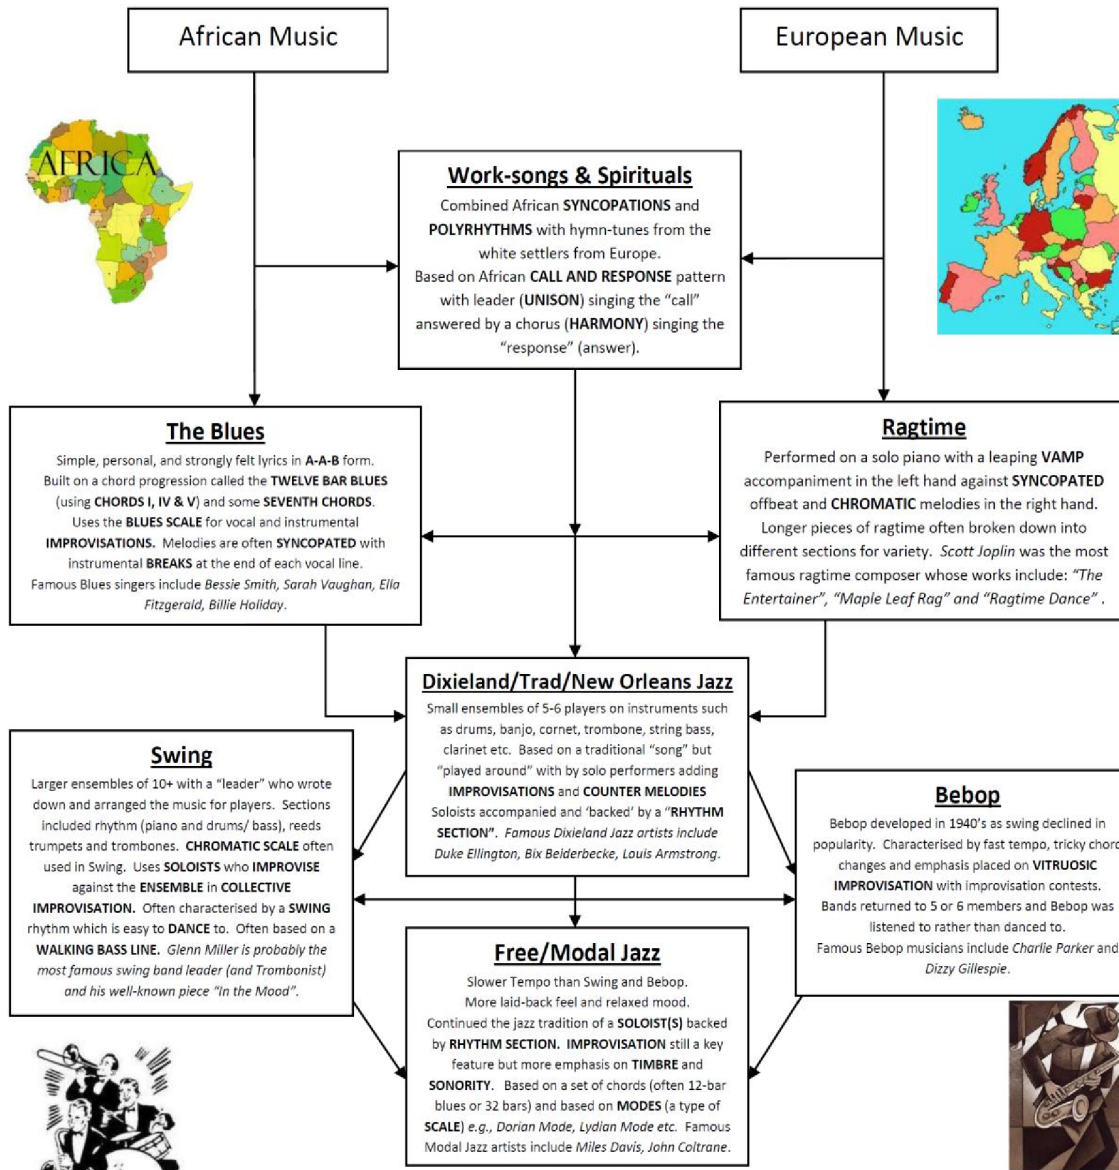 African Music
European Music
AFRICA
Work-songs & Spirituals
Combined African SYNCOPATIONS and
POLYRHYTHMS with hymn-tunes from the
white settlers from Europe.
Based on African CALL AND RESPONSE pattern
with leader (UNISON) singing the “call”
answered by a chorus (HARMONY) singing the
“response” (answer).
The Blues
Simple, personal, and strongly felt lyrics in A-A-B form.
Built on a chord progression called the TWELVE BAR BLUES
(using CHORDS I, IV & V) and some SEVENTH CHORDS.
Uses the BLUES SCALE for vocal and instrumental
IMPROVISATIONS. Melodies are often SYNCOPATED with
instrumental BREAKS at the end of each vocal line.
Famous Blues singers include Bessie Smith, Sarah Vaughan, Ella
Fitzgerald, Billie Holiday.
Ragtime
Performed on a solo piano with a leaping VAMP
accompaniment in the left hand against SYNCOPATED
offbeat and CHROMATIC melodies in the right hand.
Longer pieces of ragtime often broken down into
different sections for variety. Scott Joplin was the most
famous ragtime composer whose works include: “The
Entertainer”, “Maple Leaf Rag” and “Ragtime Dance” .
Dixieland/Trad/New Orleans Jazz
Small ensembles of 5-6 players on instruments such
as drums, banjo, cornet, trombone, string bass,
clarinet etc. Based on a traditional “song” but
“played around” with by solo performers adding
IMPROVISATIONS and COUNTER MELODIES
Soloists accompanied and ‘backed’ by a “RHYTHM
SECTION”. Famous Dixieland Jazz artists include
Duke Ellington, Bix Beiderbecke, Louis Armstrong.
Swing
Larger ensembles of 10+ with a “leader” who wrote
down and arranged the music for players. Sections
included rhythm (piano and drums/ bass), reeds
trumpets and trombones. CHROMATIC SCALE often
used in Swing. Uses SOLOISTS who IMPROVISE
against the ENSEMBLE in COLLECTIVE
IMPROVISATION. Often characterised by a SWING
rhythm which is easy to DANCE to. Often based on a
WALKING BASS LINE. Glenn Miller is probably the
most famous swing band leader (and Trombonist)
and his well-known piece “In the Mood”.
Bebop
Bebop developed in 1940’s as swing declined in
popularity. Characterised by fast tempo, tricky chord
changes and emphasis placed on VITRUOSIC
IMPROVISATION with improvisation contests.
Bands returned to 5 or 6 members and Bebop was
listened to rather than danced to.
Famous Bebop musicians include Charlie Parker and
Dizzy Gillespie.
Free/Modal Jazz
Slower Tempo than Swing and Bebop.
More laid-back feel and relaxed mood.
Continued the jazz tradition of a SOLOIST(S) backed
by RHYTHM SECTION. IMPROVISATION still a key
feature but more emphasis on TIMBRE and
SONORITY. Based on a set of chords (often 12-bar
blues or 32 bars) and based on MODES (a type of
SCALE) e.g., Dorian Mode, Lydian Mode etc. Famous
Modal Jazz artists include Miles Davis, John Coltrane.